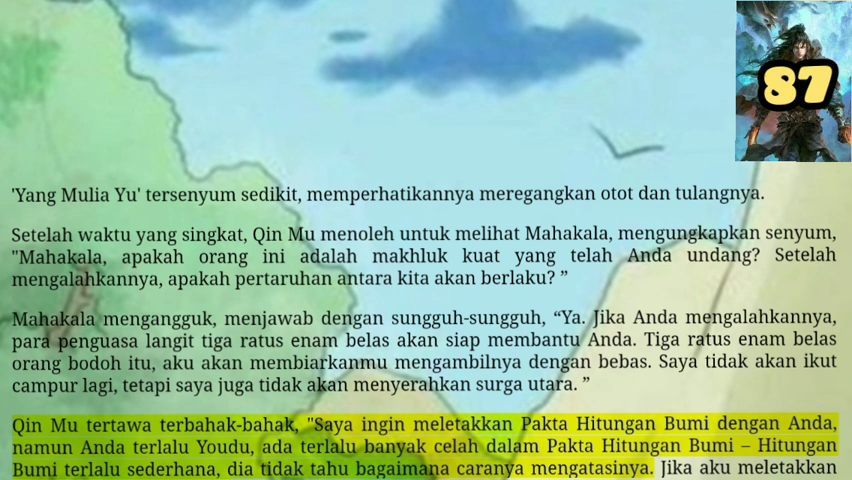 87
'Yang Mulia Yu' tersenyum sedikit, memperhatikannya meregangkan otot dan tulangnya.
Setelah waktu yang singkat, Qin Mu menoleh untuk melihat Mahakala, mengungkapkan senyum,
"Mahakala, apakah orang ini adalah makhluk kuat yang telah Anda undang? Setelah
mengalahkannya, apakah pertaruhan antara kita akan berlaku? ”
Mahakala mengangguk, menjawab dengan sungguh-sungguh, “Ya. Jika Anda mengalahkannya,
para penguasa langit tiga ratus enam belas akan siap membantu Anda. Tiga ratus enam belas
orang bodoh itu, aku akan membiarkanmu mengambilnya dengan bebas. Saya tidak akan ikut
campur lagi, tetapi saya juga tidak akan menyerahkan surga utara. ”
Qin Mu tertawa terbahak-bahak, "Saya ingin meletakkan Pakta Hitungan Bumi dengan Anda,
namun Anda terlalu Youdu, ada terlalu banyak celah dalam Pakta Hitungan Bumi – Hitungan
Bumi terlalu sederhana, dia tidak tahu bagaimana caranya mengatasinya. Jika aku meletakkan